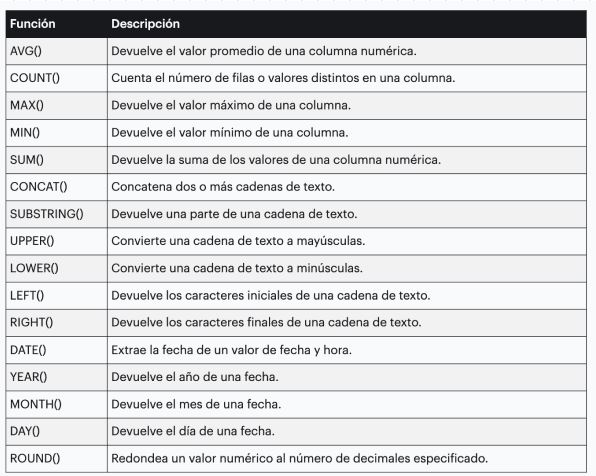 Función Descripción
AVG() Devuelve el valor promedio de una columna numérica.
COUNT() Cuenta el número de filas o valores distintos en una columna.
MAX() Devuelve el valor máximo de una columna.
MIN() Devuelve el valor mínimo de una columna.
SUM() Devuelve la suma de los valores de una columna numérica.
CONCAT() Concatena dos o más cadenas de texto.
SUBSTRING() Devuelve una parte de una cadena de texto.
UPPER() Convierte una cadena de texto a mayúsculas.
LOWER() Convierte una cadena de texto a minúsculas.
LEFT() Devuelve los caracteres iniciales de una cadena de texto.
RIGHT() Devuelve los caracteres finales de una cadena de texto.
DATE() Extrae la fecha de un valor de fecha y hora.
YEAR() Devuelve el año de una fecha.
MONTH() Devuelve el mes de una fecha.
DAY() Devuelve el día de una fecha.
ROUND() Redondea un valor numérico al número de decimales especificado.